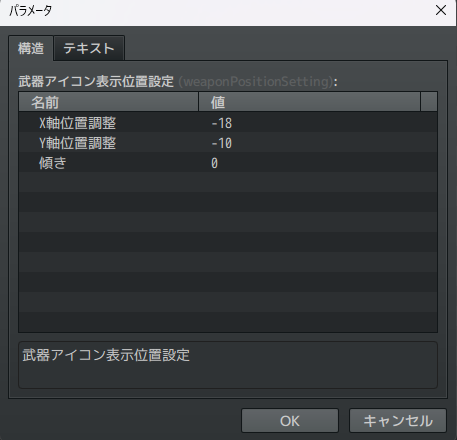 パラメータ
構造 テキスト
武器アイコン表示位置設定 (weaponPositionSetting):
名前 値
X軸位置調整 -18
Y軸位置調整 -10
傾き 0
武器アイコン表示位置設定
OK キャンセル